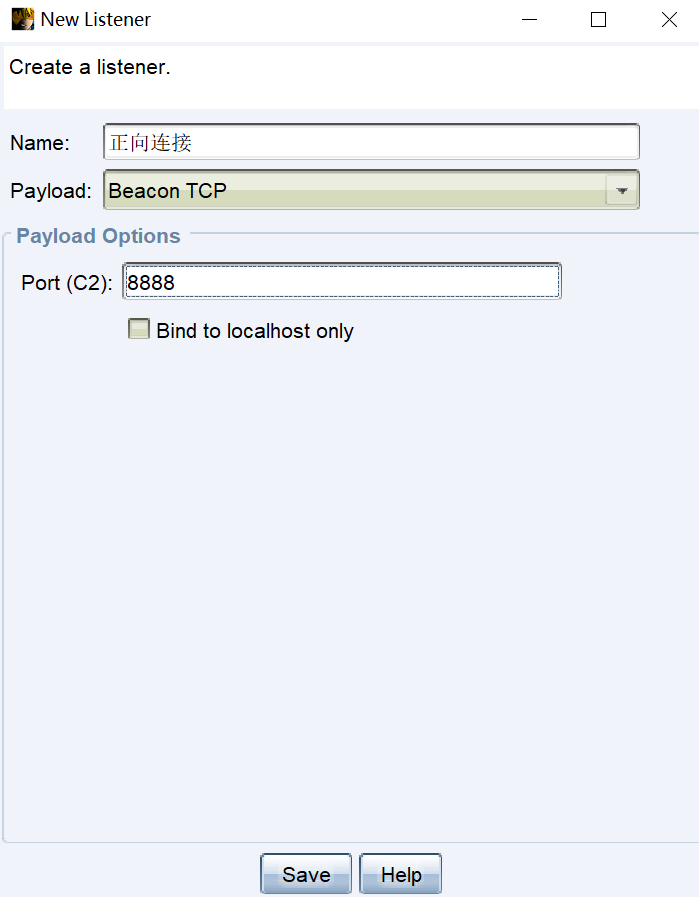 New Listener
Create a listener.
Name: 正向连接
Payload: Beacon TCP
Payload Options
Port (C2): 8888
Bind to localhost only
Save Help